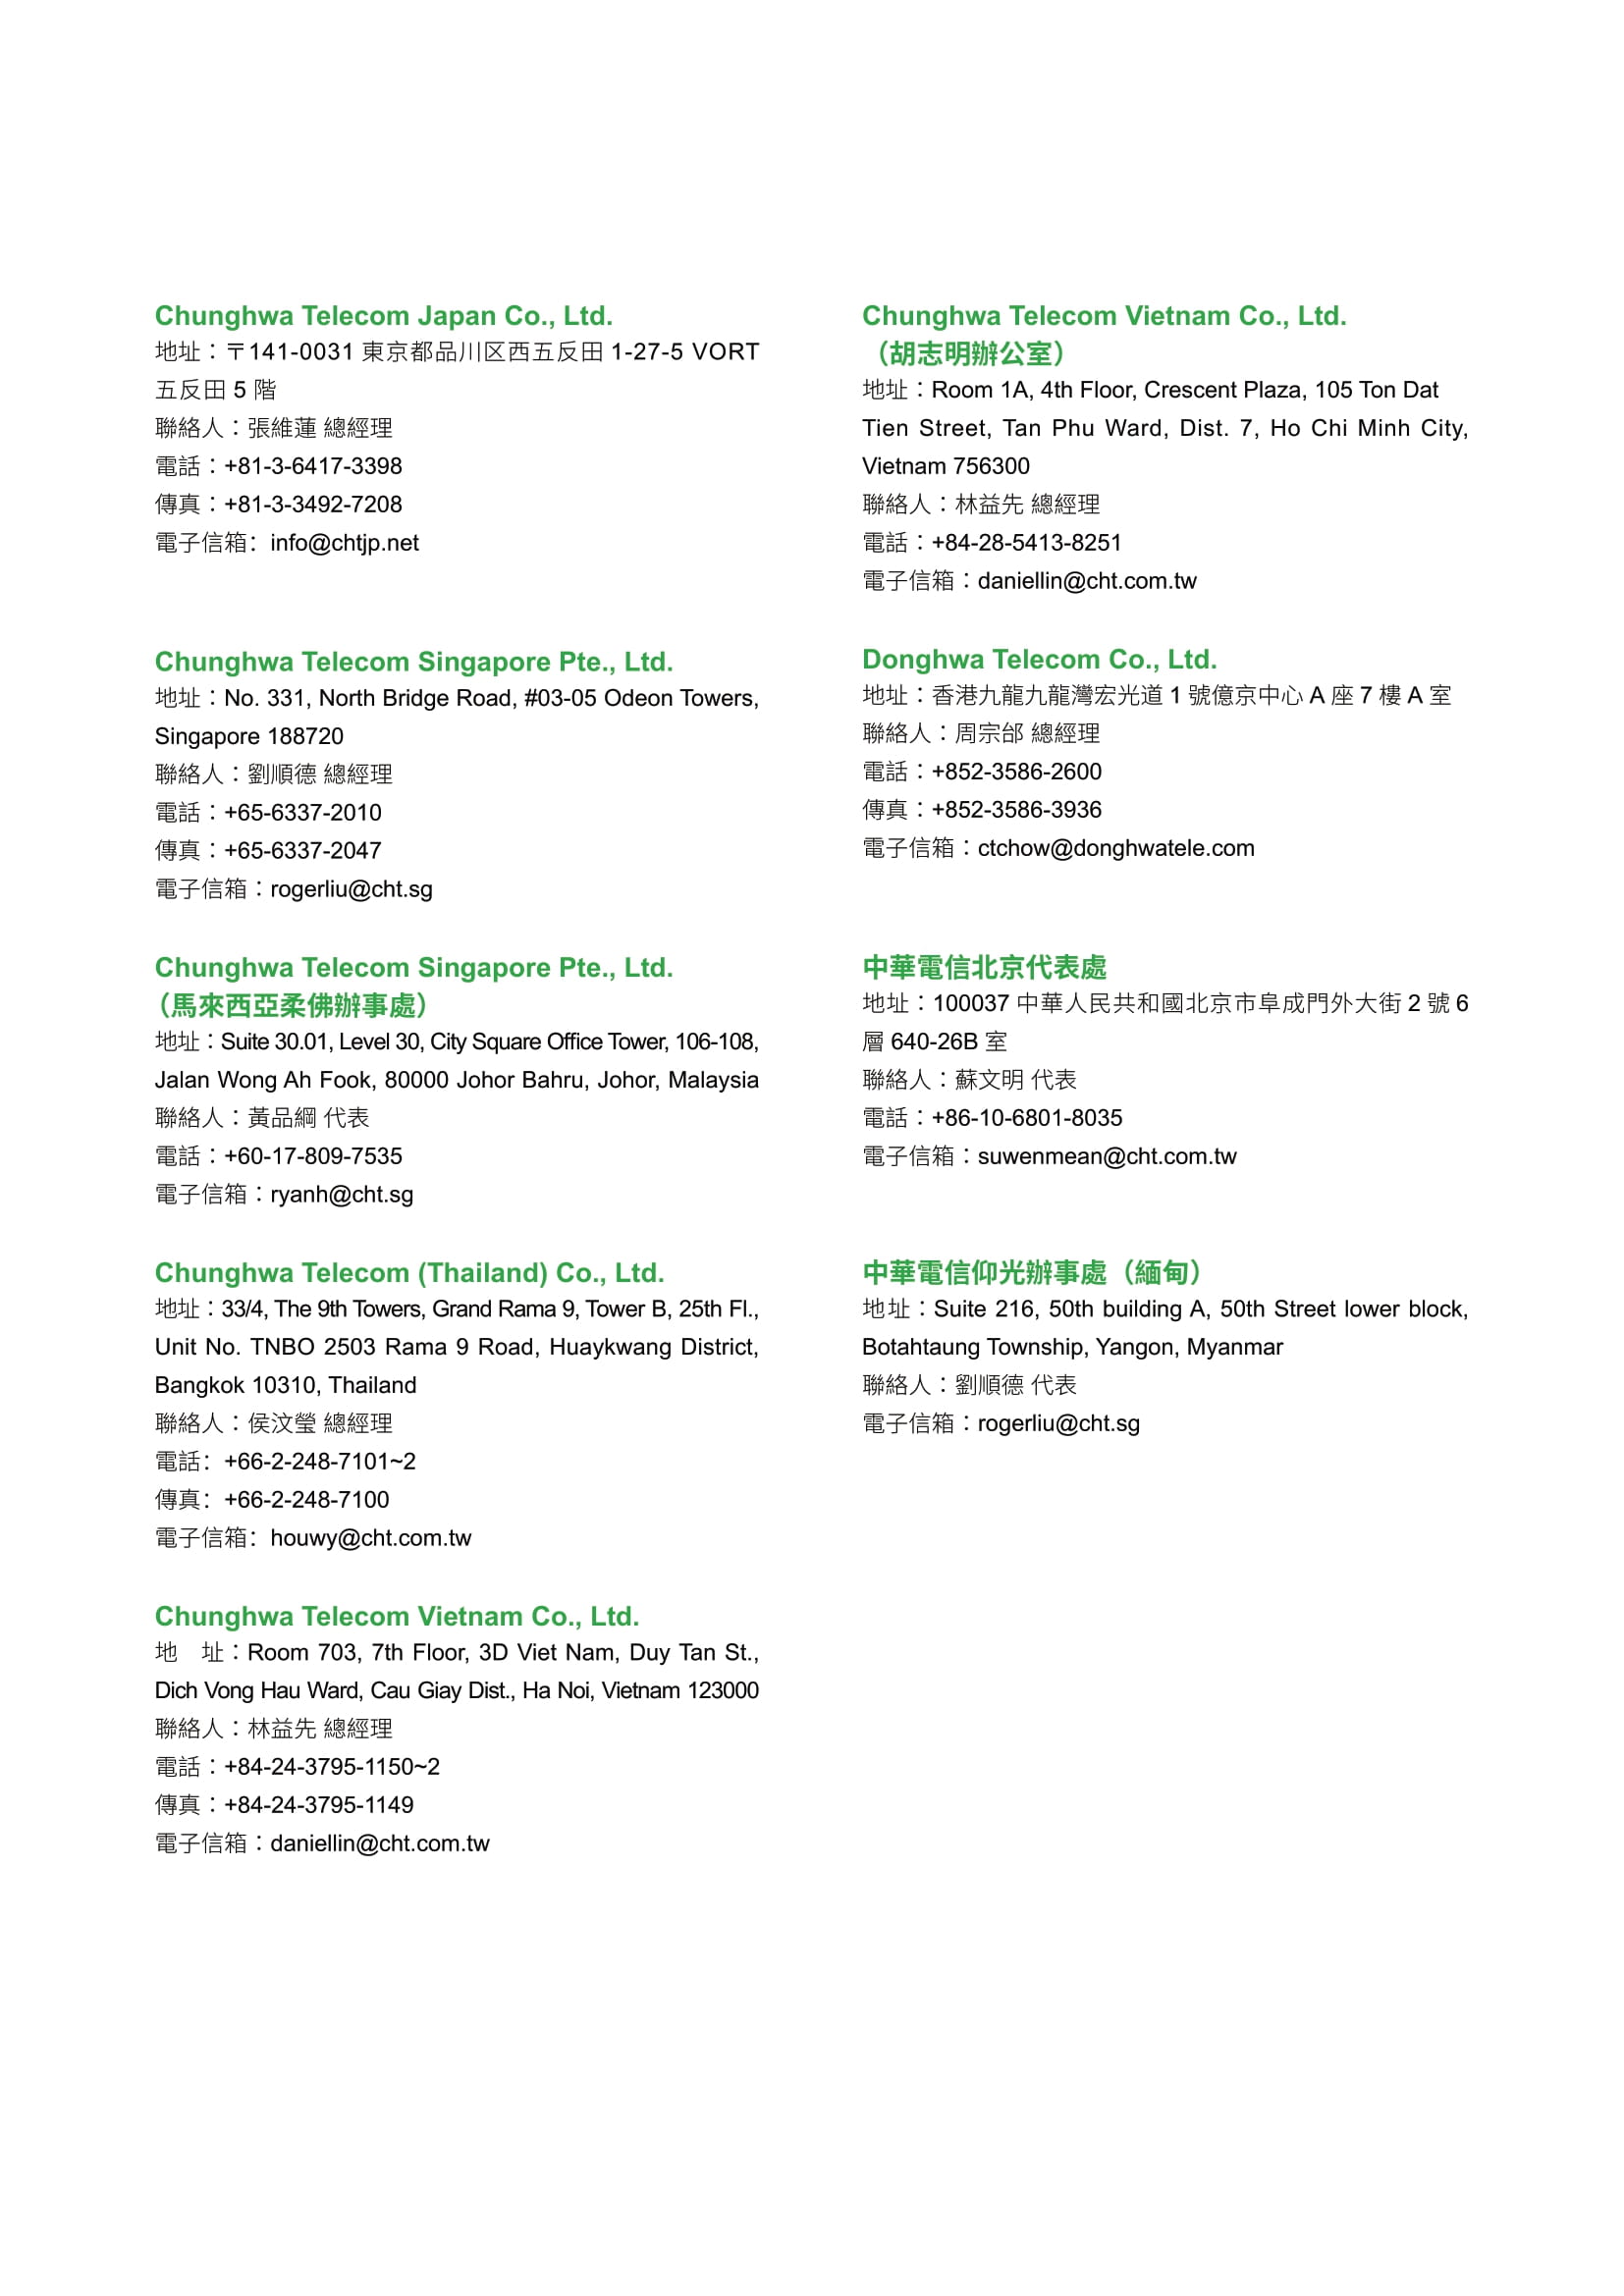 Chunghwa Telecom Japan Co., Ltd.
地址：〒141-0031 東京都品川区西五反田 1-27-5 VORT
五反田 5 階
聯絡人：張維蓮 總經理
電話：+81-3-6417-3398
傳真：+81-3-3492-7208
電子信箱：info@chtjp.net
Chunghwa Telecom Singapore Pte., Ltd.
地址：No. 331, North Bridge Road, #03-05 Odeon Towers,
Singapore 188720
聯絡人：劉順德 總經理
電話：+65-6337-2010
傳真：+65-6337-2047
電子信箱：rogerliu@cht.sg
Chunghwa Telecom Singapore Pte., Ltd.
（馬來西亞柔佛辦事處）
地址：Suite 30.01, Level 30, City Square Office Tower, 106-108,
Jalan Wong Ah Fook, 80000 Johor Bahru, Johor, Malaysia
聯絡人：黃品綱 代表
電話：+60-17-809-7535
電子信箱：ryanh@cht.sg
Chunghwa Telecom (Thailand) Co., Ltd.
地址：33/4, The 9th Towers, Grand Rama 9, Tower B, 25th Fl.,
Unit No. TNBO 2503 Rama 9 Road, Huaykwang District,
Bangkok 10310, Thailand
聯絡人：侯汶瑩 總經理
電話：+66-2-248-7101~2
傳真：+66-2-248-7100
電子信箱：houwy@cht.com.tw
Chunghwa Telecom Vietnam Co., Ltd.
地　址：Room 703, 7th Floor, 3D Viet Nam, Duy Tan St.,
Dich Vong Hau Ward, Cau Giay Dist., Ha Noi, Vietnam 123000
聯絡人：林益先 總經理
電話：+84-24-3795-1150~2
傳真：+84-24-3795-1149
電子信箱：daniellin@cht.com.tw
Chunghwa Telecom Vietnam Co., Ltd.
（胡志明辦公室）
地址：Room 1A, 4th Floor, Crescent Plaza, 105 Ton Dat
Tien Street, Tan Phu Ward, Dist. 7, Ho Chi Minh City,
Vietnam 756300
聯絡人：林益先 總經理
電話：+84-28-5413-8251
電子信箱：daniellin@cht.com.tw
Donghwa Telecom Co., Ltd.
地址：香港九龍九龍灣宏光道 1 號億京中心 A 座 7 樓 A 室
聯絡人：周宗邰 總經理
電話：+852-3586-2600
傳真：+852-3586-3936
電子信箱：ctchow@donghwatele.com
中華電信北京代表處
地址：100037 中華人民共和國北京市阜成門外大街 2 號 6
層 640-26B 室
聯絡人：蘇文明 代表
電話：+86-10-6801-8035
電子信箱：suwenmean@cht.com.tw
中華電信仰光辦事處（緬甸）
地址：Suite 216, 50th building A, 50th Street lower block,
Botahtaung Township, Yangon, Myanmar
聯絡人：劉順德 代表
電子信箱：rogerliu@cht.sg